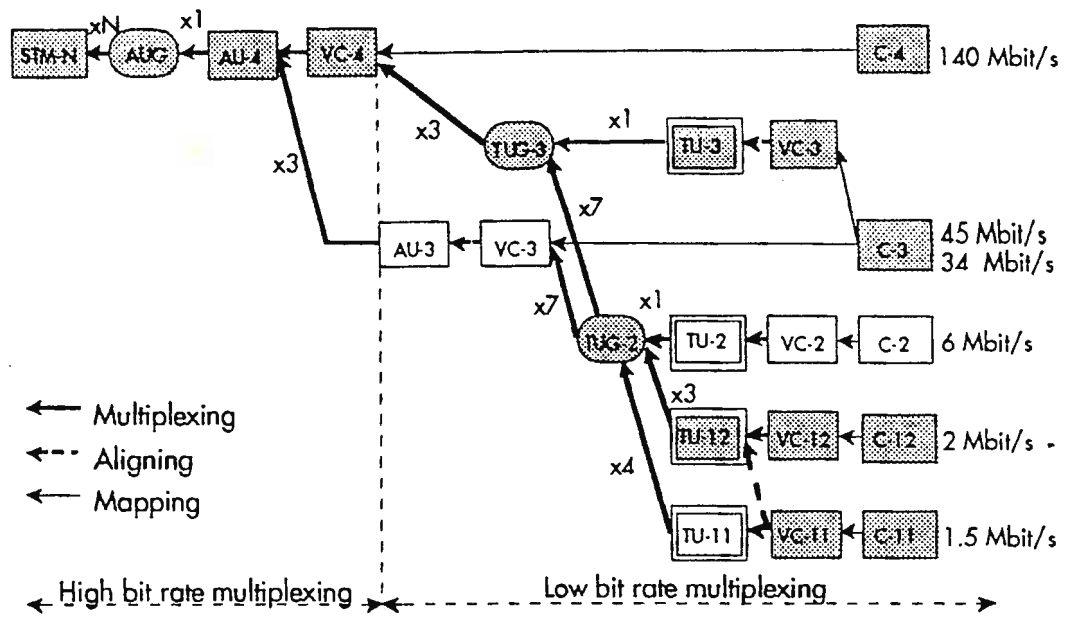 xN
x1
STM-N
AUG
AU-4
VC-4
C-4
140 Mbit/s
x3
x1
TUG-3
TU-3
VC-3
x3
x7
AU-3
VC-3
C-3
45 Mbit/s
34 Mbit/s
x7
x1
TUG-2
TU-2
VC-2
C-2
6 Mbit/s
x3
Multiplexing
TU-12
VC-12
C-12
2 Mbit/s
Aligning
x4
Mapping
TU-11
VC-11
C-11
1.5 Mbit/s
High bit rate multiplexing
Low bit rate multiplexing